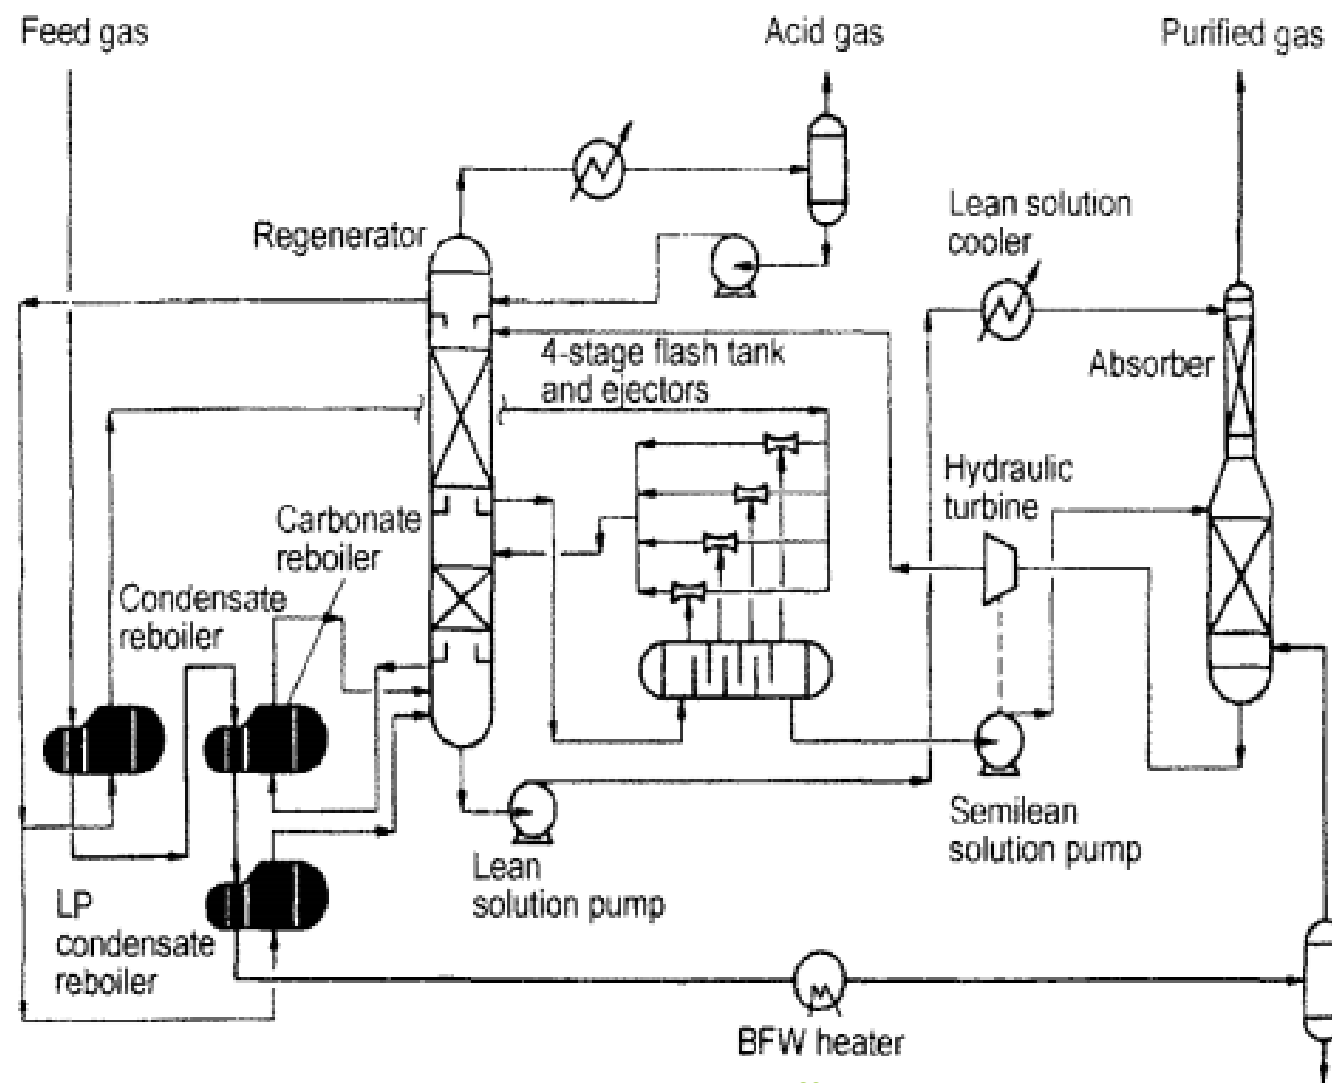 Feed gas
Acid gas
Purified gas
Lean solution
cooler
Regenerator
4-stage flash tank
and ejectors
Absorber
Hydraulic
turbine
Carbonate
reboiler
Condensate
reboiler
Semilean
solution pump
Lean
solution pump
LP
condensate
reboiler
BFW heater